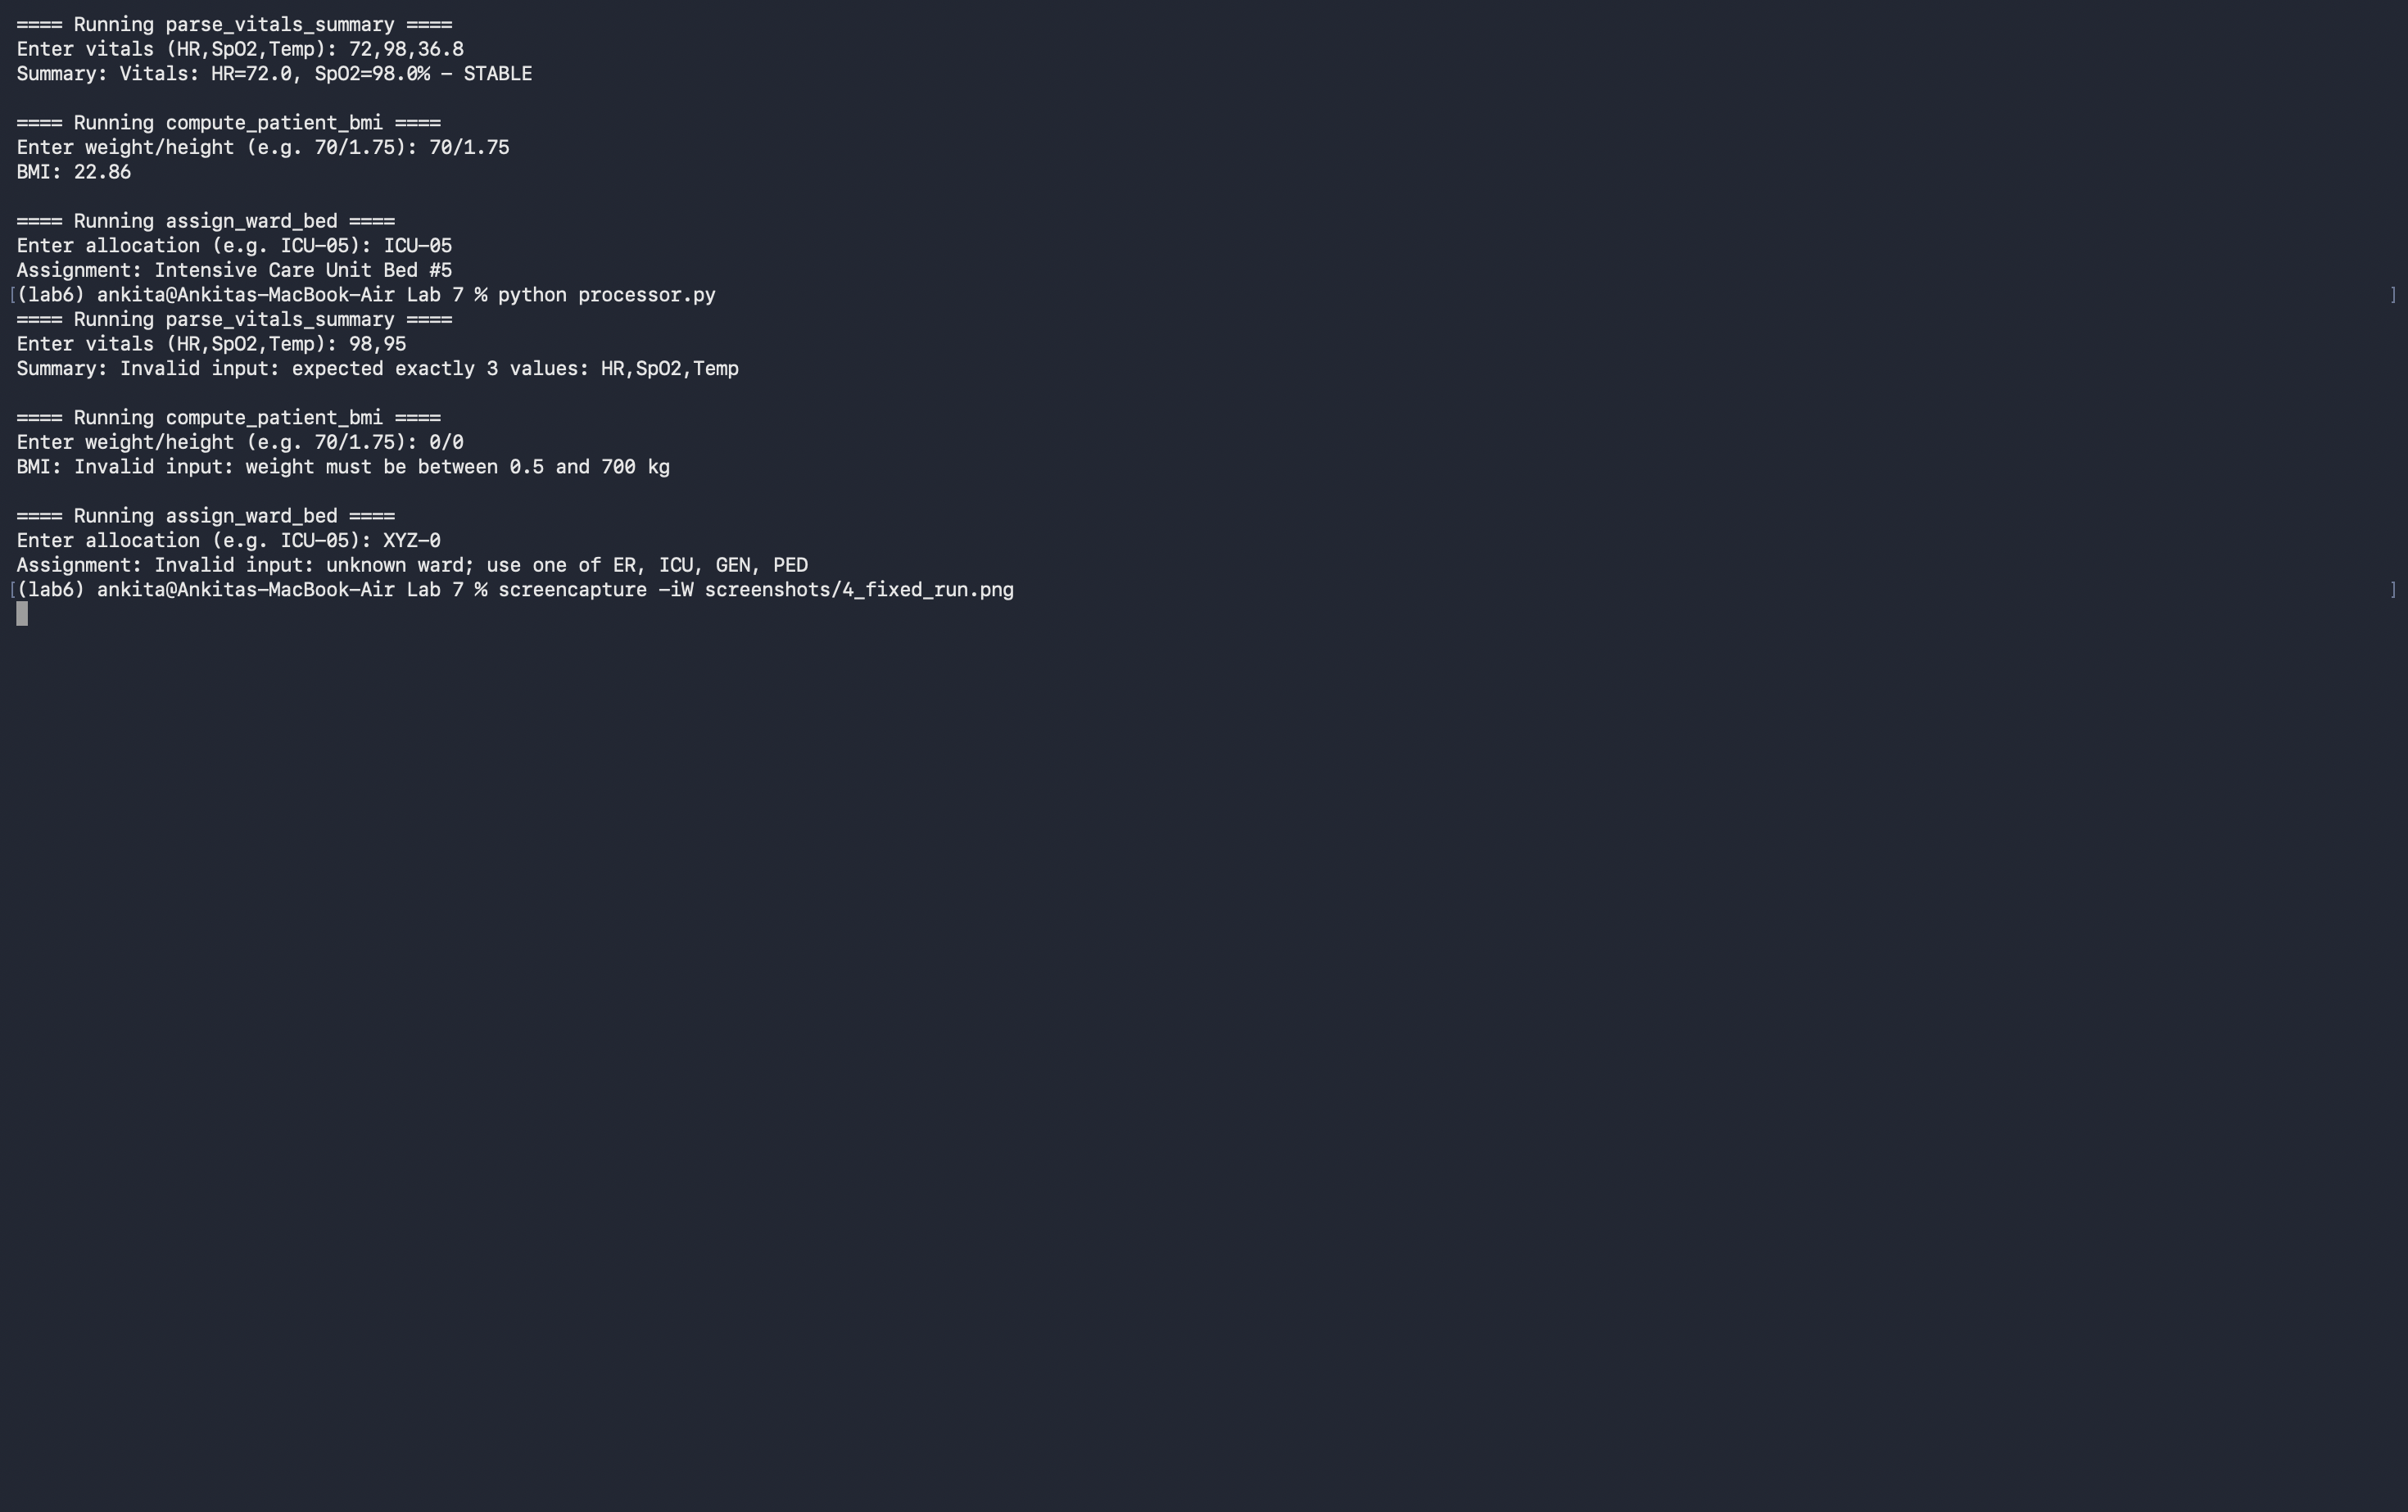 ==== Running parse_vitals_summary ====
Enter vitals (HR,SpO2,Temp): 72,98,36.8
Summary: Vitals: HR=72.0, SpO2=98.0% - STABLE
==== Running compute_patient_bmi ====
Enter weight/height (e.g. 70/1.75): 70/1.75
BMI: 22.86
==== Running assign_ward_bed ====
Enter allocation (e.g. ICU-05): ICU-05
Assignment: Intensive Care Unit Bed #5
[(lab6) ankita@Ankitas-MacBook-Air Lab 7 % python processor.py ]
==== Running parse_vitals_summary ====
Enter vitals (HR,SpO2,Temp): 98,95
Summary: Invalid input: expected exactly 3 values: HR,SpO2,Temp
==== Running compute_patient_bmi ====
Enter weight/height (e.g. 70/1.75): 0/0
BMI: Invalid input: weight must be between 0.5 and 700 kg
==== Running assign_ward_bed ====
Enter allocation (e.g. ICU-05): XYZ-0
Assignment: Invalid input: unknown ward; use one of ER, ICU, GEN, PED
[(lab6) ankita@Ankitas-MacBook-Air Lab 7 % screencapture -iW screenshots/4_fixed_run.png ]